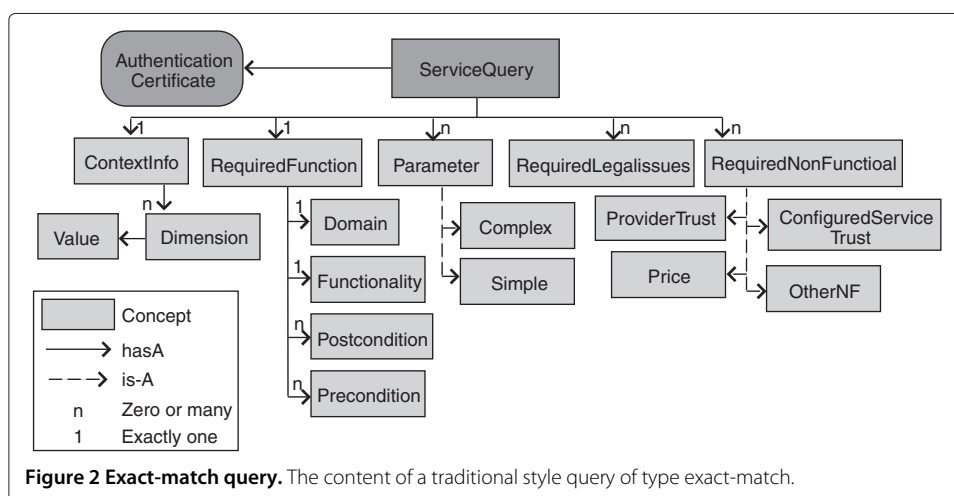 Authentication
Certificate
ServiceQuery
1
1
n
n
n
ContextInfo
RequiredFunction
Parameter
RequiredLegalissues
RequiredNonFunctioal
n
Value
Dimension
1
Domain
1
Functionality
n
Postcondition
n
Precondition
Complex
Simple
ProviderTrust
ConfiguredService
Trust
Price
OtherNF
Concept
hasA
is-A
n Zero or many
1 Exactly one
Figure 2 Exact-match query. The content of a traditional style query of type exact-match.